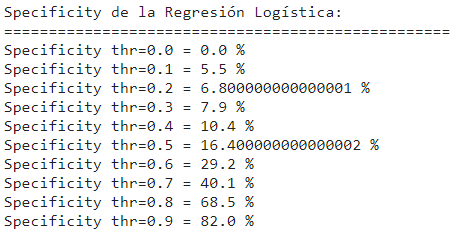 Specificity de la Regresión Logística:
==================================================
Specificity thr=0.0 = 0.0 %
Specificity thr=0.1 = 5.5 %
Specificity thr=0.2 = 6.800000000000001 %
Specificity thr=0.3 = 7.9 %
Specificity thr=0.4 = 10.4 %
Specificity thr=0.5 = 16.400000000000002 %
Specificity thr=0.6 = 29.2 %
Specificity thr=0.7 = 40.1 %
Specificity thr=0.8 = 68.5 %
Specificity thr=0.9 = 82.0 %